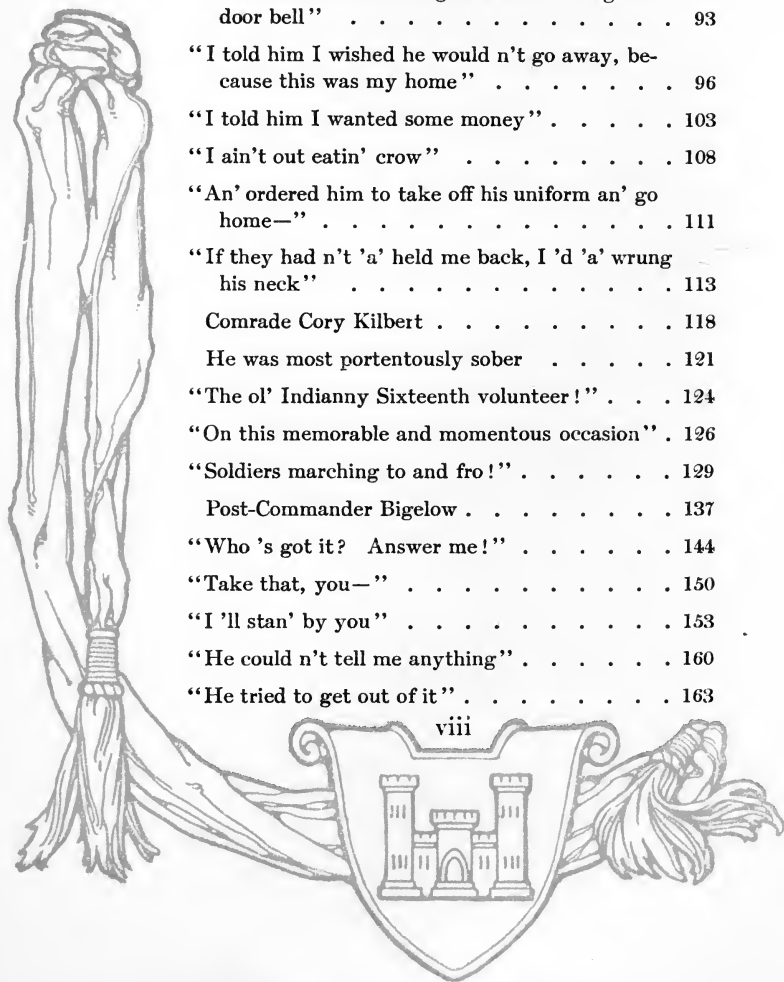 door bell" . . . . . . . . . . . . 93
"I told him I wished he would n't go away, be-
cause this was my home" . . . . . . . 96
"I told him I wanted some money" . . . . . 103
"I ain't out eatin' crow" . . . . . . . . 108
"An' ordered him to take off his uniform an' go
home—" . . . . . . . . . . . . . 111
"If they had n't 'a' held me back, I 'd 'a' wrung
his neck" . . . . . . . . . . . . 113
Comrade Cory Kilbert . . . . . . . . . 118
He was most portentously sober . . . . . 121
"The ol' Indianny Sixteenth volunteer!" . . . 124
"On this memorable and momentous occasion" . 126
"Soldiers marching to and fro!" . . . . . . 129
Post-Commander Bigelow . . . . . . . . 137
"Who 's got it? Answer me!" . . . . . . 144
"Take that, you—" . . . . . . . . . . 150
"I 'll stan' by you" . . . . . . . . . . 153
"He could n't tell me anything" . . . . . . 160
"He tried to get out of it" . . . . . . . . 163
viii